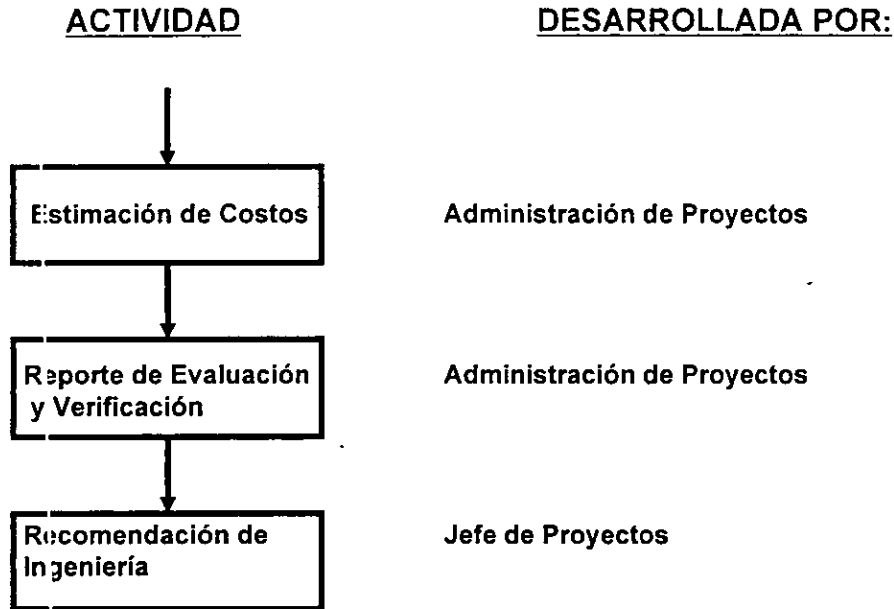 ACTIVIDAD DESARROLLADA POR:
Estimación de Costos Administración de Proyectos
Reporte de Evaluación Administración de Proyectos
y Verificación
Recomendación de Jefe de Proyectos
Ingeniería